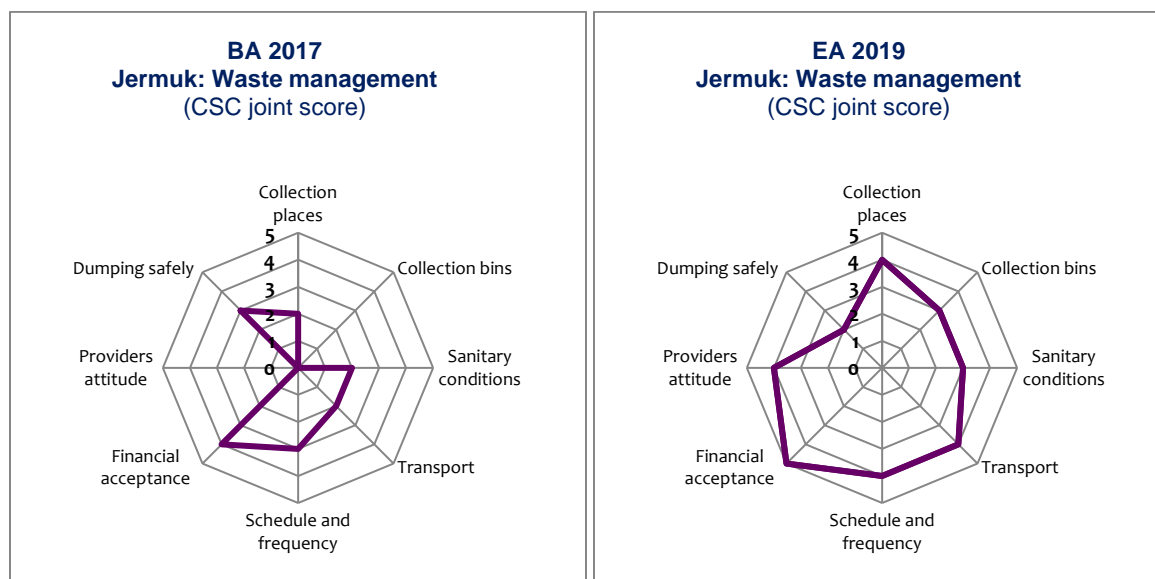 BA 2017
Jermuk: Waste management
(CSC joint score)
Collection
places
5
4
3
2
1
0
Collection bins
Sanitary
conditions
Transport
Schedule and
frequency
Financial
acceptance
Providers
attitude
Dumping safely
EA 2019
Jermuk: Waste management
(CSC joint score)
Collection
places
5
4
3
2
1
0
Collection bins
Sanitary
conditions
Transport
Schedule and
frequency
Financial
acceptance
Providers
attitude
Dumping safely